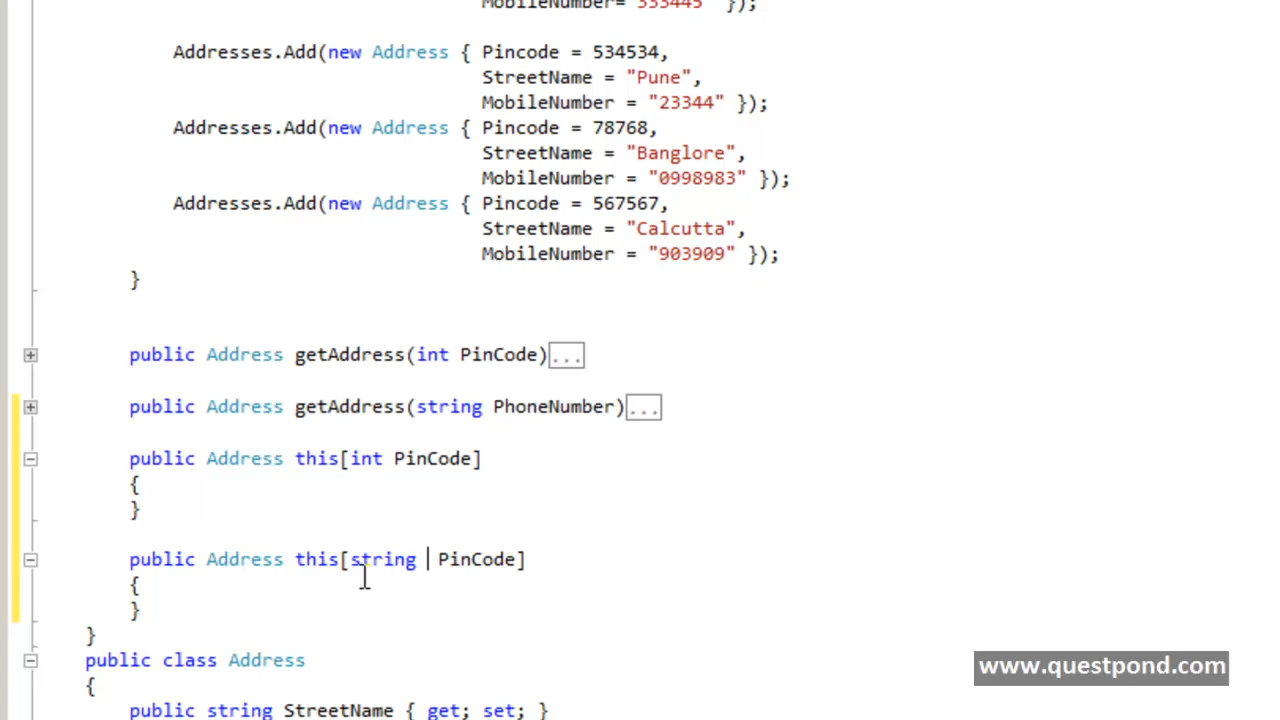 MobileNumber= "333445" });
Addresses.Add(new Address { Pincode = 534534,
StreetName = "Pune",
MobileNumber = "23344" });
Addresses.Add(new Address { Pincode = 78768,
StreetName = "Banglore",
MobileNumber = "0998983" });
Addresses.Add(new Address { Pincode = 567567,
StreetName = "Calcutta",
MobileNumber = "903909" });
}
public Address getAddress(int PinCode)...
public Address getAddress(string PhoneNumber)...
public Address this[int PinCode]
{
}
public Address this[string PinCode]
{
}
}
public class Address
{
public string StreetName { get; set; }
www.questpond.com